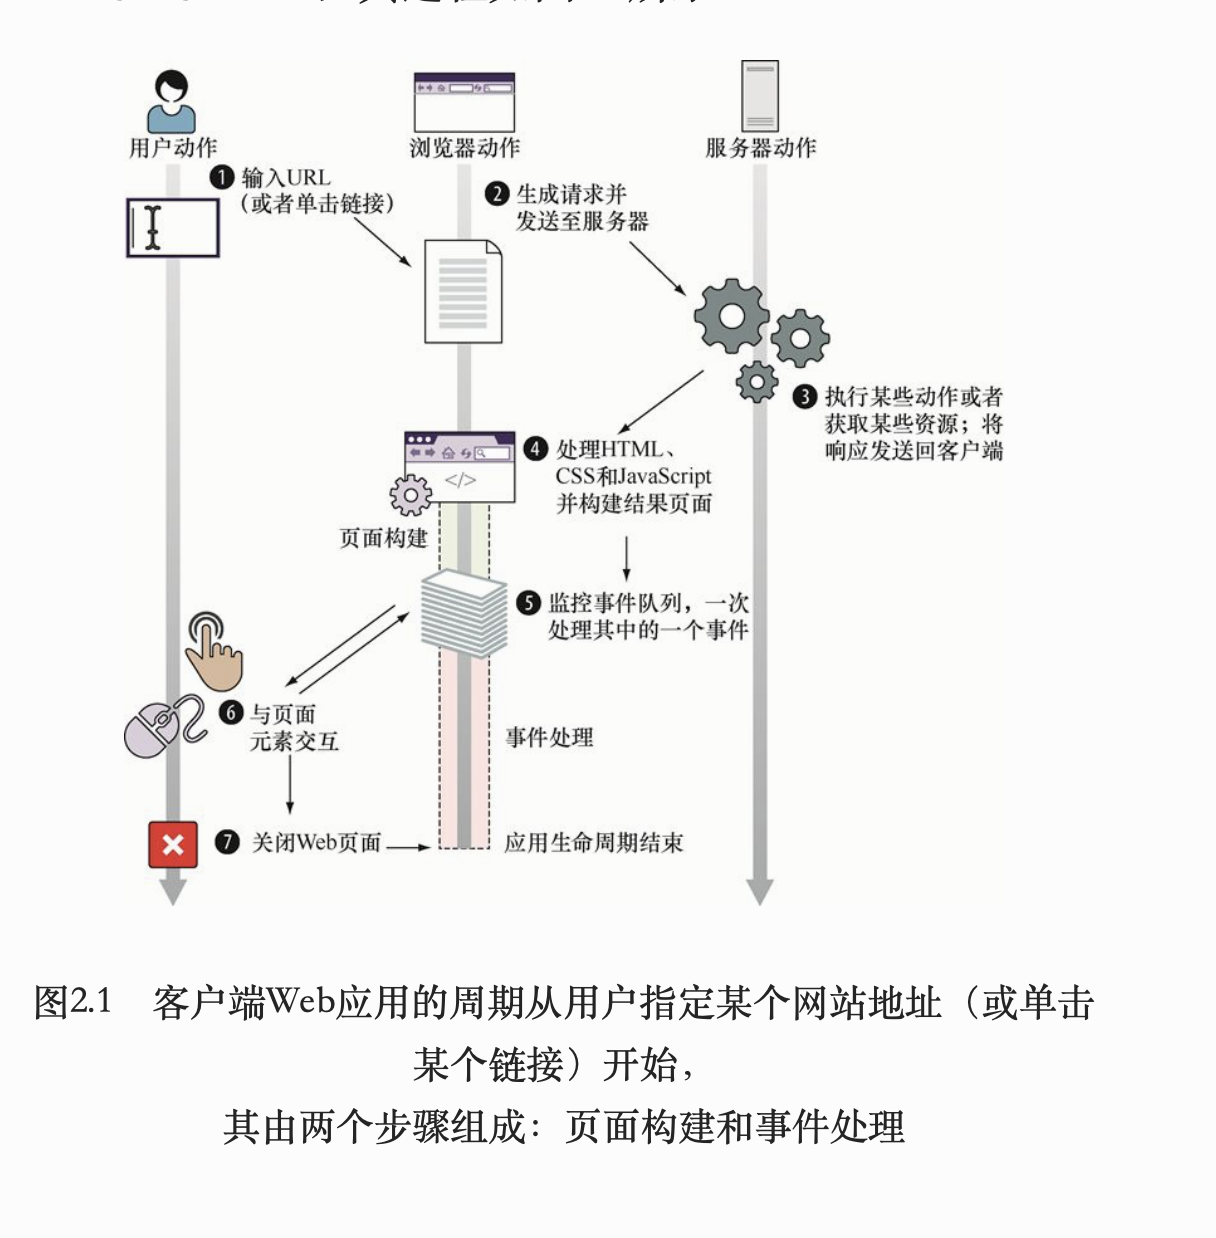 用户动作
浏览器动作
服务器动作
❶ 输入URL
（或者单击链接）
❷ 生成请求并
发送至服务器
❸ 执行某些动作或者
获取某些资源；将
响应发送回客户端
❹ 处理HTML、
CSS和JavaScript
并构建结果页面
</>
页面构建
❺ 监控事件队列，一次
处理其中的一个事件
❻ 与页面
元素交互
事件处理
❼ 关闭Web页面
应用生命周期结束
图2.1 客户端Web应用的周期从用户指定某个网站地址（或单击
某个链接）开始，
其由两个步骤组成：页面构建和事件处理